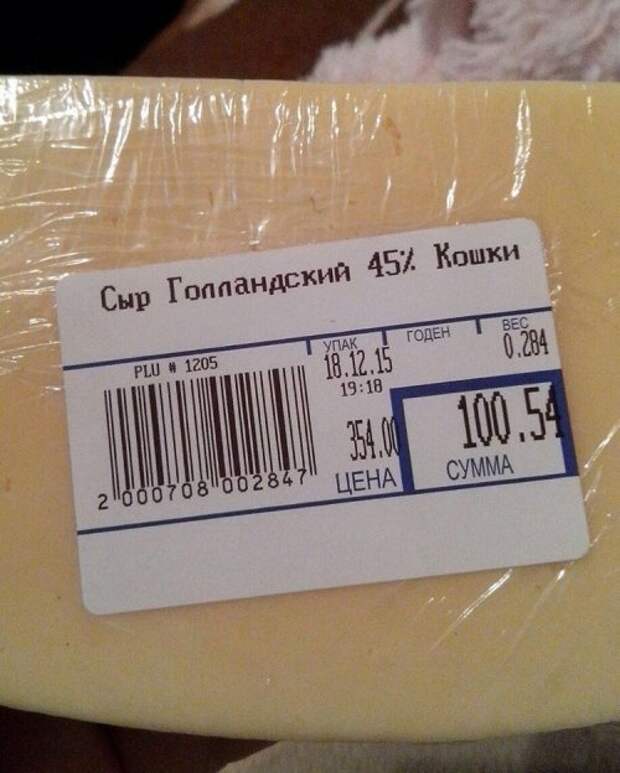 Сыр Голландский 45% Кошки
PLU # 1205
УПАК ГОДЕН ВЕС
18.12.15 0.284
19:18
354.00 100.54
ЦЕНА СУММА
2 000708 002847